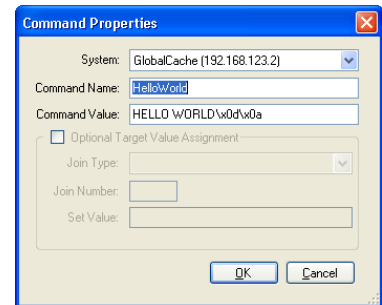 Command Properties
System: GlobalCache (192.168.123.2)
Command Name: HelloWorld
Command Value: HELLO WORLD\x0d\x0a
Optional Target Value Assignment
Join Type:
Join Number:
Set Value:
OK Cancel